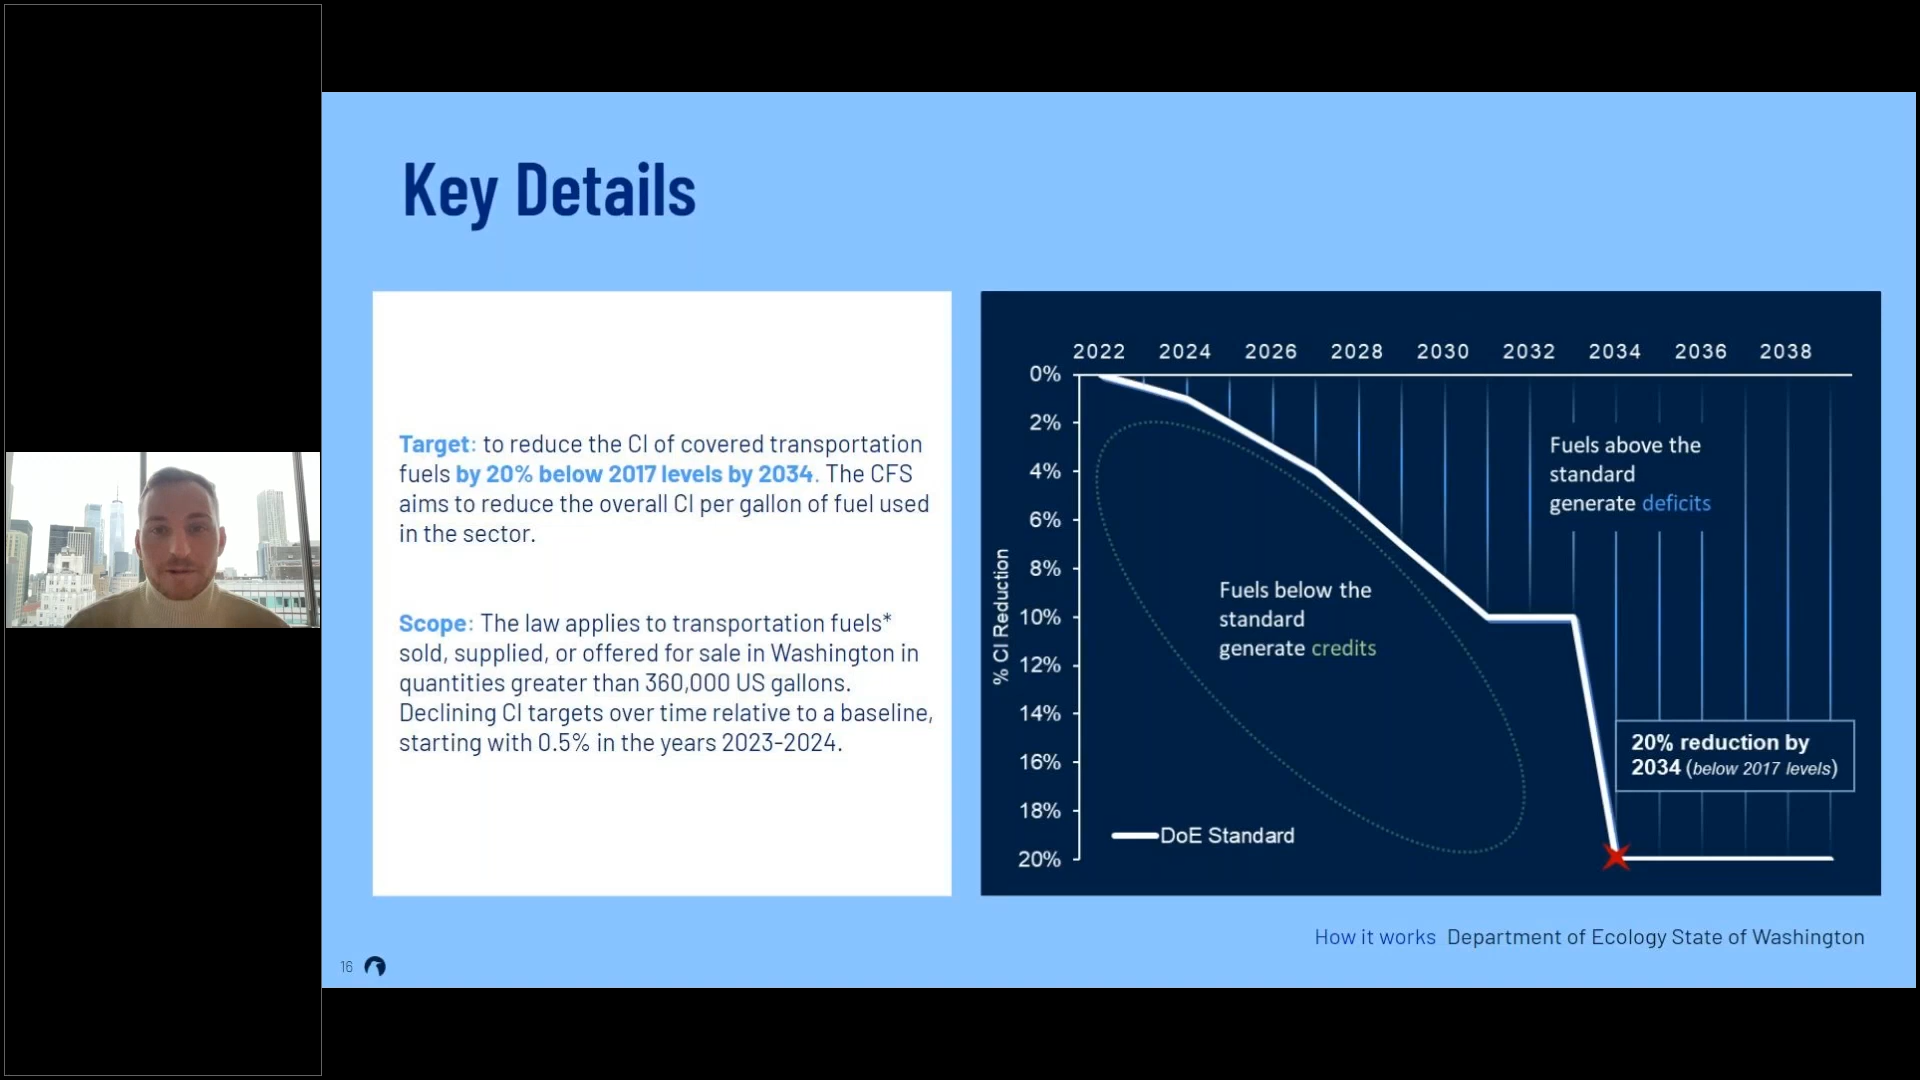 Key Details
Target: to reduce the CI of covered transportation
fuels by 20% below 2017 levels by 2034. The CFS
aims to reduce the overall CI per gallon of fuel used
in the sector.
Scope: The law applies to transportation fuels*
sold, supplied, or offered for sale in Washington in
quantities greater than 360,000 US gallons.
Declining CI targets over time relative to a baseline,
starting with 0.5% in the years 2023-2024.
2022 2024 2026 2028 2030 2032 2034 2036 2038
0%
2%
4%
6%
8%
10%
12%
14%
16%
18%
20%
% CI Reduction
Fuels above the
standard
generate deficits
Fuels below the
standard
generate credits
20% reduction by
2034 (below 2017 levels)
DoE Standard
How it works Department of Ecology State of Washington
16